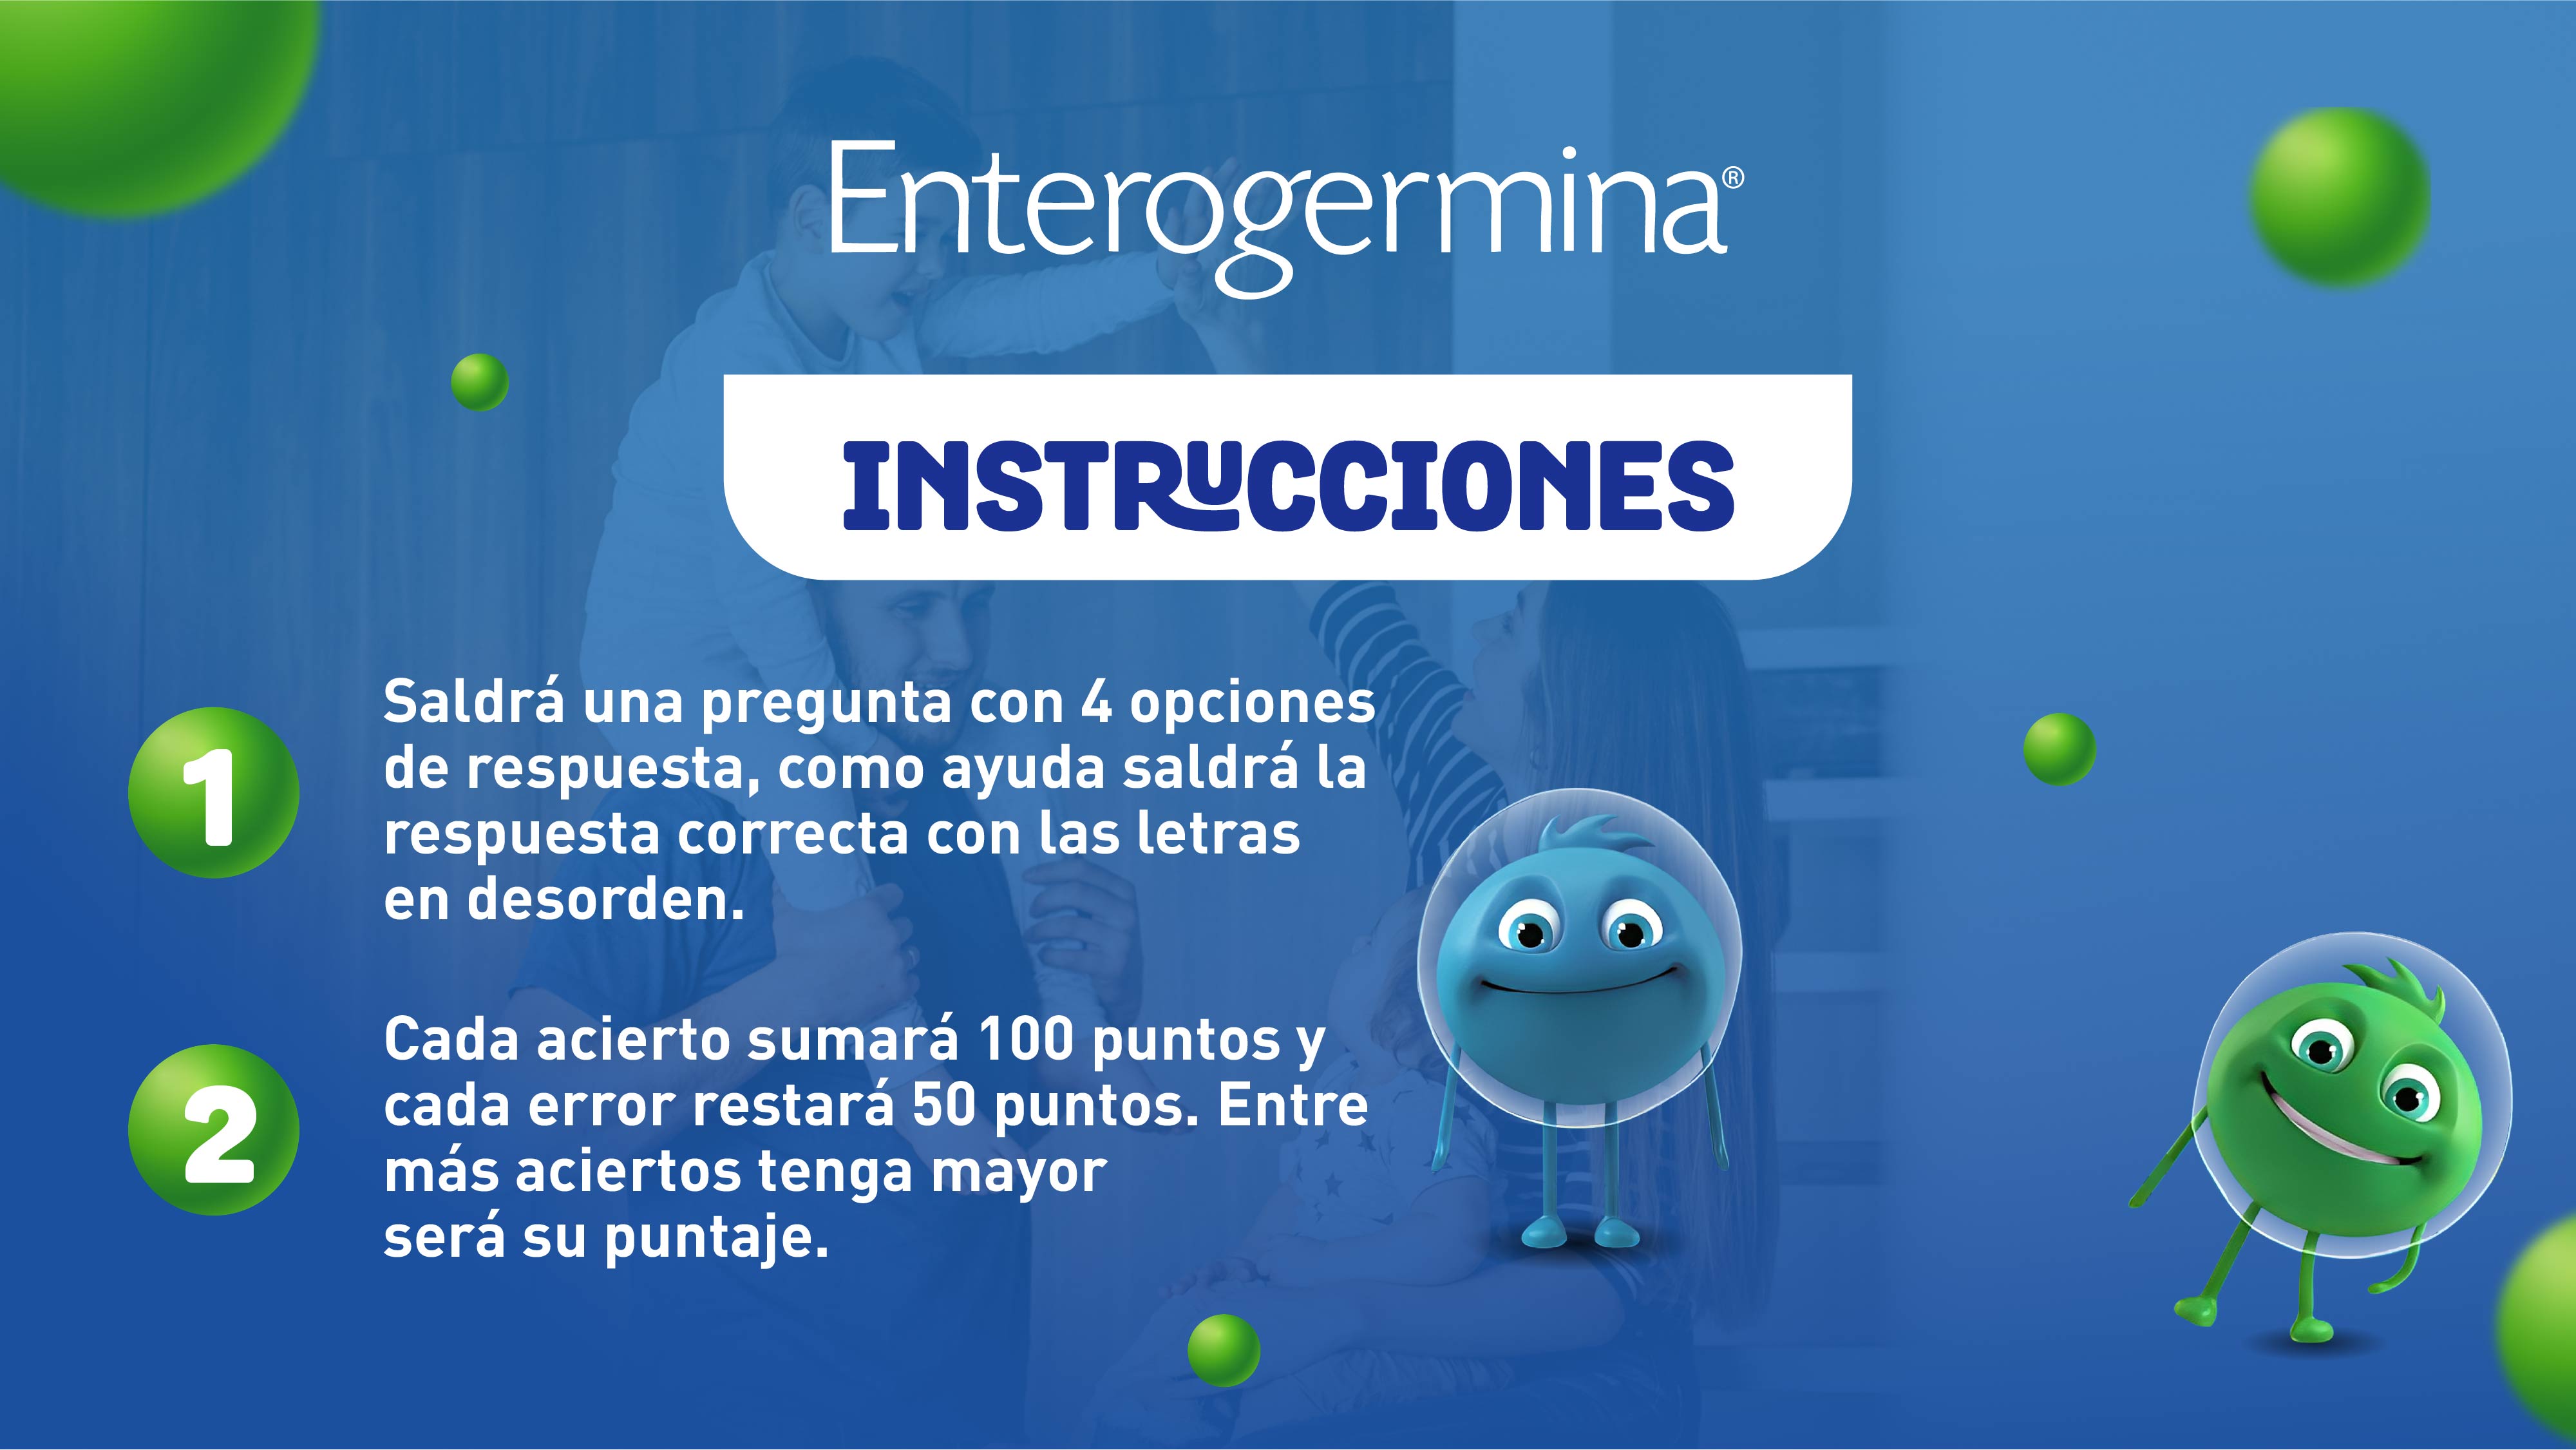 Enterogermina®
INSTRUCCIONES
1
Saldrá una pregunta con 4 opciones
de respuesta, como ayuda saldrá la
respuesta correcta con las letras
en desorden.
2
Cada acierto sumará 100 puntos y
cada error restará 50 puntos. Entre
más aciertos tenga mayor
será su puntaje.